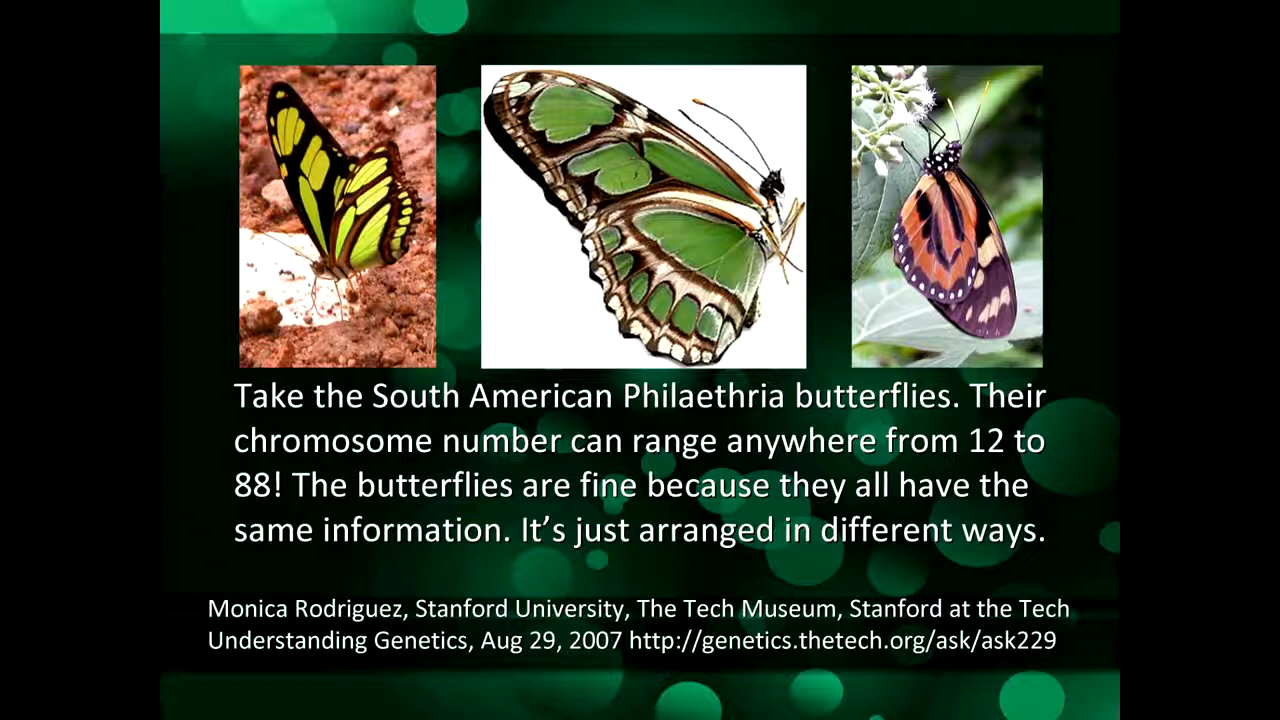 Take the South American Philaethria butterflies. Their
chromosome number can range anywhere from 12 to
88! The butterflies are fine because they all have the
same information. It’s just arranged in different ways.
Monica Rodriguez, Stanford University, The Tech Museum, Stanford at the Tech
Understanding Genetics, Aug 29, 2007 http://genetics.thetech.org/ask/ask229